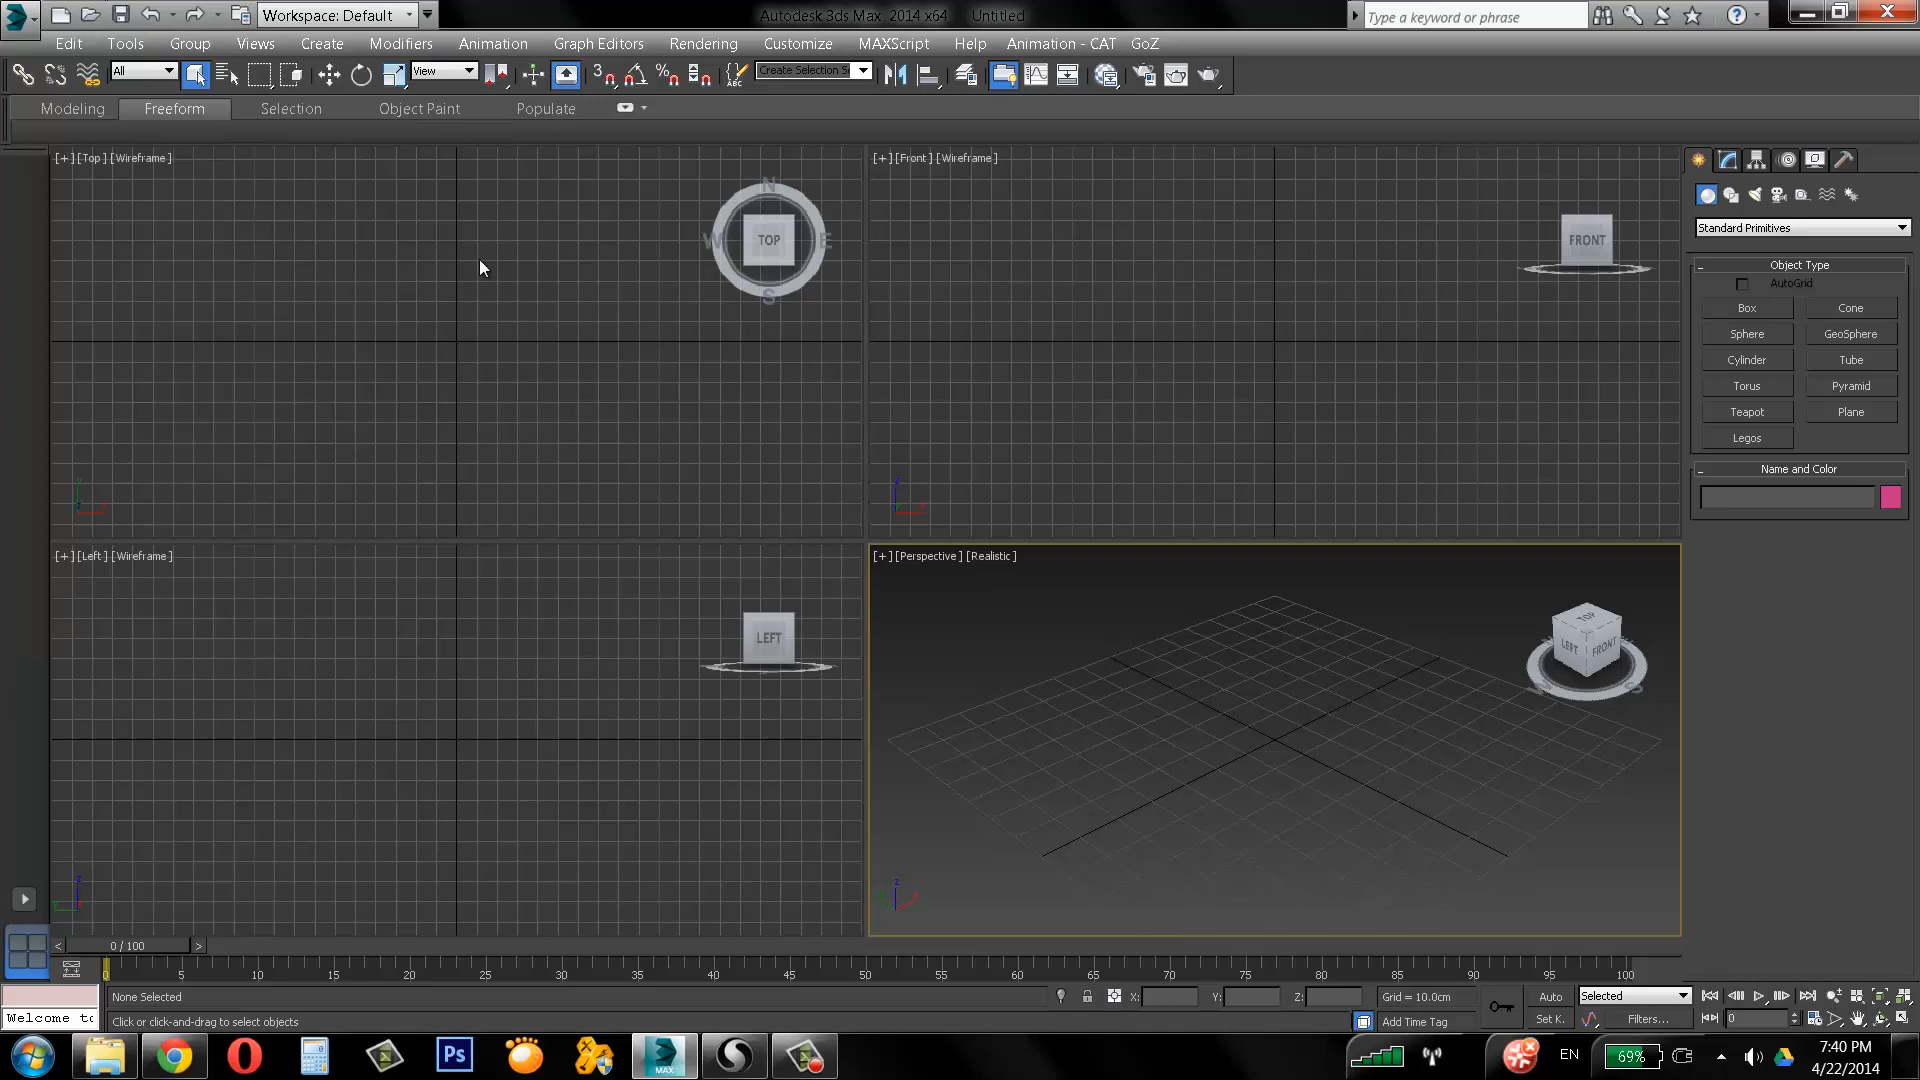 Workspace: Default
Autodesk 3ds Max 2014 x64 Untitled
Type a keyword or phrase
Edit Tools Group Views Create Modifiers Animation Graph Editors Rendering Customize MAXScript Help Animation - CAT GoZ
All
View
3
ABC
Create Selection Se
Modeling Freeform Selection Object Paint Populate
[+] [Top ] [Wireframe ]
N
W
TOP
E
S
[+] [Front ] [Wireframe ]
FRONT
Standard Primitives
Object Type
AutoGrid
Box Cone
Sphere GeoSphere
Cylinder Tube
Torus Pyramid
Teapot Plane
Legos
Name and Color
[+] [Left ] [Wireframe ]
LEFT
[+] [Perspective ] [Realistic ]
TOP
LEFT FRONT
S
0 / 100
0 5 10 15 20 25 30 35 40 45 50 55 60 65 70 75 80 85 90 95 100
None Selected
X: Y: Z: Grid = 10.0cm
Auto
Selected
Welcome to
Click or click-and-drag to select objects
Add Time Tag
Set K.
Filters...
0
Ps
MAX
EN
69%
7:40 PM
4/22/2014